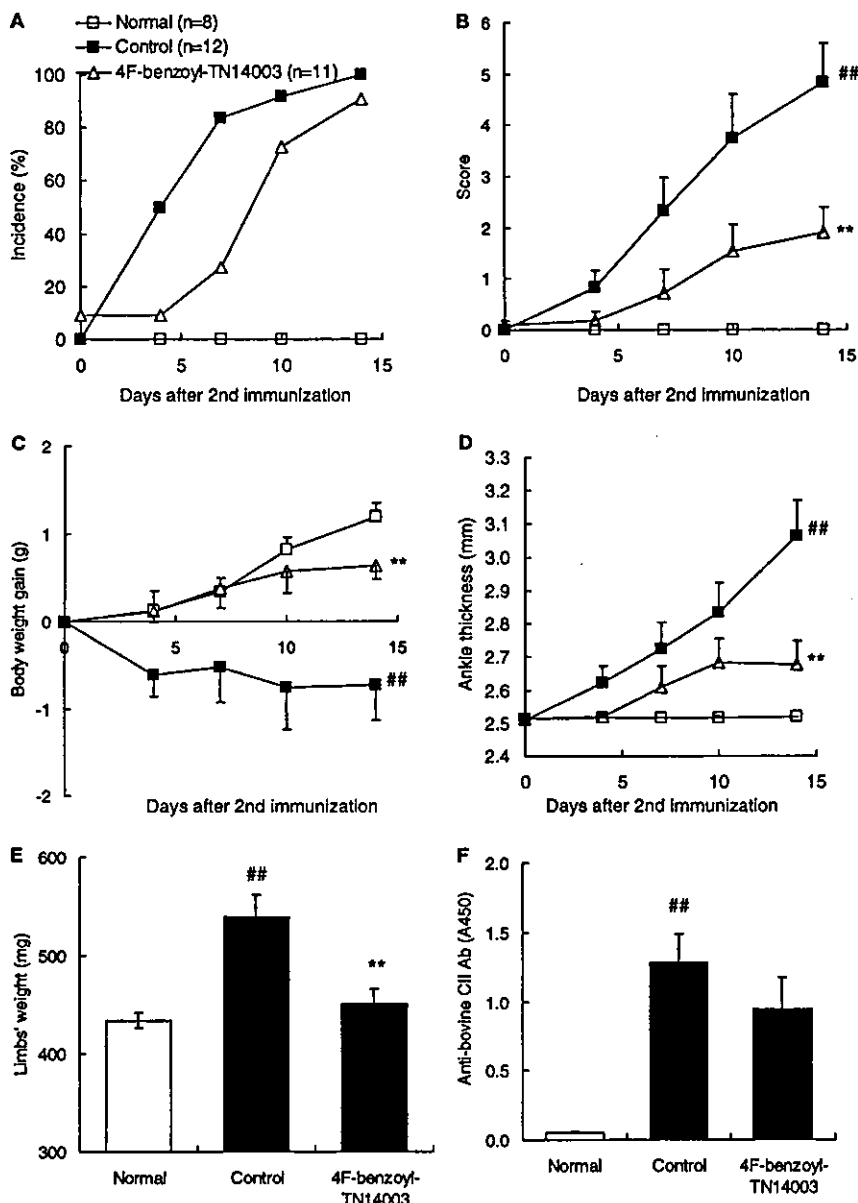 A
Normal (n=8)
Control (n=12)
4F-benzoyl-TN14003 (n=11)
100
80
60
40
20
0
Incidence (%)
0 5 10 15
Days after 2nd immunization
B
6
5
4
3
2
1
0
Score
##
**
0 5 10 15
Days after 2nd immunization
C
2
1
0
-1
-2
Body weight gain (g)
**
##
0 5 10 15
Days after 2nd immunization
D
3.3
3.2
3.1
3.0
2.9
2.8
2.7
2.6
2.5
2.4
Ankle thickness (mm)
##
**
0 5 10 15
Days after 2nd immunization
E
600
500
400
300
Limbs' weight (mg)
##
**
Normal Control 4F-benzoyl-
TN14003
F
2.0
1.5
1.0
0.5
0.0
Anti-bovine CII Ab (A450)
##
Normal Control 4F-benzoyl-
TN14003